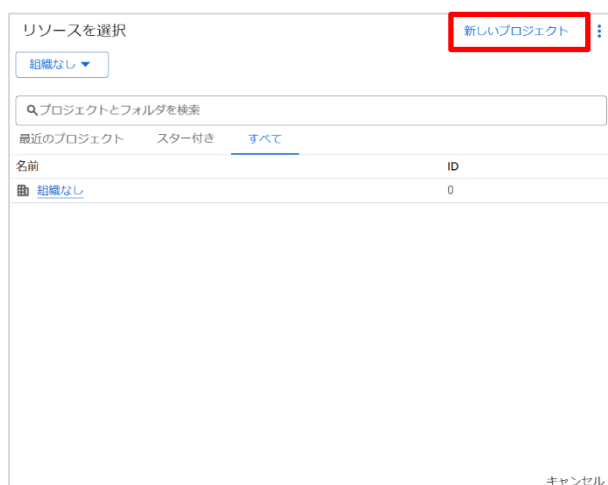 リソースを選択 新しいプロジェクト
組織なし
プロジェクトとフォルダを検索
最近のプロジェクト スター付き すべて
名前 ID
組織なし 0
キャンセル